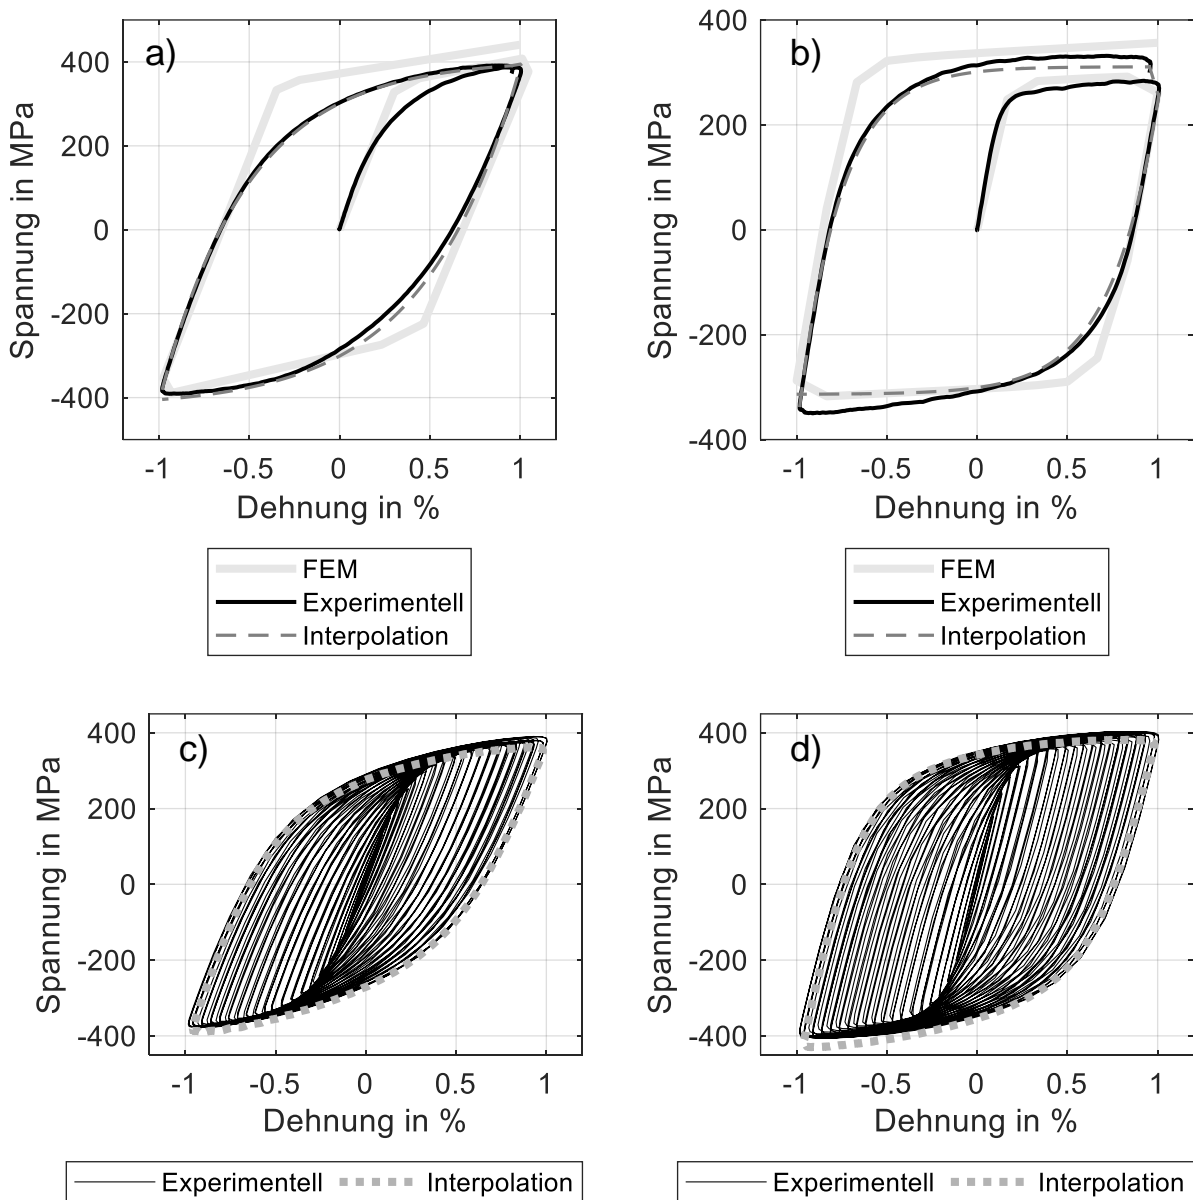 a)
400
200
0
-200
-400
Spannung in MPa
-1 -0.5 0 0.5 1
Dehnung in %
FEM
Experimentell
Interpolation
b)
400
200
0
-200
-400
Spannung in MPa
-1 -0.5 0 0.5 1
Dehnung in %
FEM
Experimentell
Interpolation
c)
400
200
0
-200
-400
Spannung in MPa
-1 -0.5 0 0.5 1
Dehnung in %
Experimentell Interpolation
d)
400
200
0
-200
-400
Spannung in MPa
-1 -0.5 0 0.5 1
Dehnung in %
Experimentell Interpolation